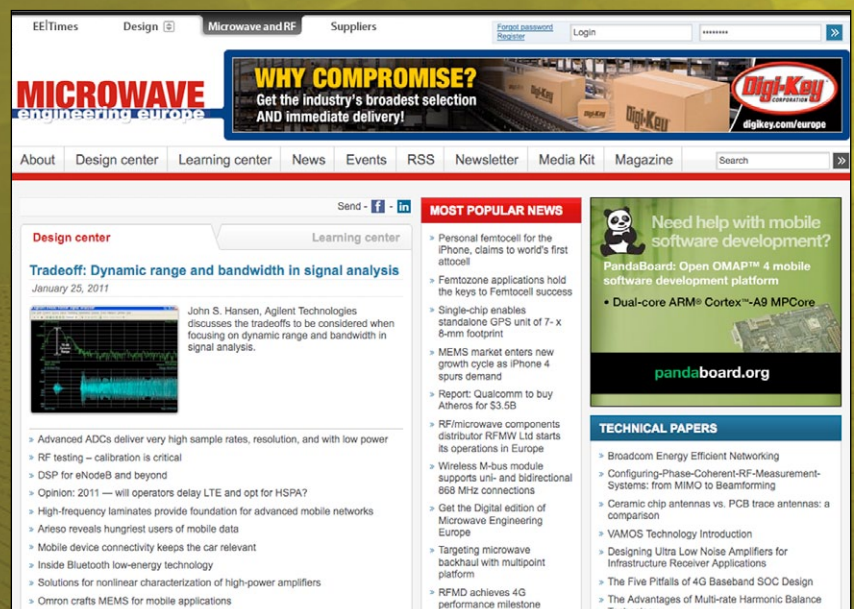 EE|Times Design Microwave and RF Suppliers
Forgot password
Register
Login
MICROWAVE
engineering europe
WHY COMPROMISE?
Get the industry's broadest selection
AND immediate delivery!
Digi-Key
Digi-Key
CORPORATION
digikey.com/europe
About Design center Learning center News Events RSS Newsletter Media Kit Magazine Search
Send - f - in
Design center Learning center
Tradeoff: Dynamic range and bandwidth in signal analysis
January 25, 2011
John S. Hansen, Agilent Technologies
discusses the tradeoffs to be considered when
focusing on dynamic range and bandwidth in
signal analysis.
» Advanced ADCs deliver very high sample rates, resolution, and with low power
» RF testing – calibration is critical
» DSP for eNodeB and beyond
» Opinion: 2011 — will operators delay LTE and opt for HSPA?
» High-frequency laminates provide foundation for advanced mobile networks
» Arieso reveals hungriest users of mobile data
» Mobile device connectivity keeps the car relevant
» Inside Bluetooth low-energy technology
» Solutions for nonlinear characterization of high-power amplifiers
» Omron crafts MEMS for mobile applications
MOST POPULAR NEWS
» Personal femtocell for the
iPhone, claims to world's first
attocell
» Femtozone applications hold
the keys to Femtocell success
» Single-chip enables
standalone GPS unit of 7- x
8-mm footprint
» MEMS market enters new
growth cycle as iPhone 4
spurs demand
» Report: Qualcomm to buy
Atheros for $3.5B
» RF/microwave components
distributor RFMW Ltd starts
its operations in Europe
» Wireless M-bus module
supports uni- and bidirectional
868 MHz connections
» Get the Digital edition of
Microwave Engineering
Europe
» Targeting microwave
backhaul with multipoint
platform
» RFMD achieves 4G
performance milestone
Need help with mobile
software development?
PandaBoard: Open OMAP™ 4 mobile
software development platform
• Dual-core ARM® Cortex™-A9 MPCore
pandaboard.org
TECHNICAL PAPERS
» Broadcom Energy Efficient Networking
» Configuring-Phase-Coherent-RF-Measurement-
Systems: from MIMO to Beamforming
» Ceramic chip antennas vs. PCB trace antennas: a
comparison
» VAMOS Technology Introduction
» Designing Ultra Low Noise Amplifiers for
Infrastructure Receiver Applications
» The Five Pitfalls of 4G Baseband SOC Design
» The Advantages of Multi-rate Harmonic Balance